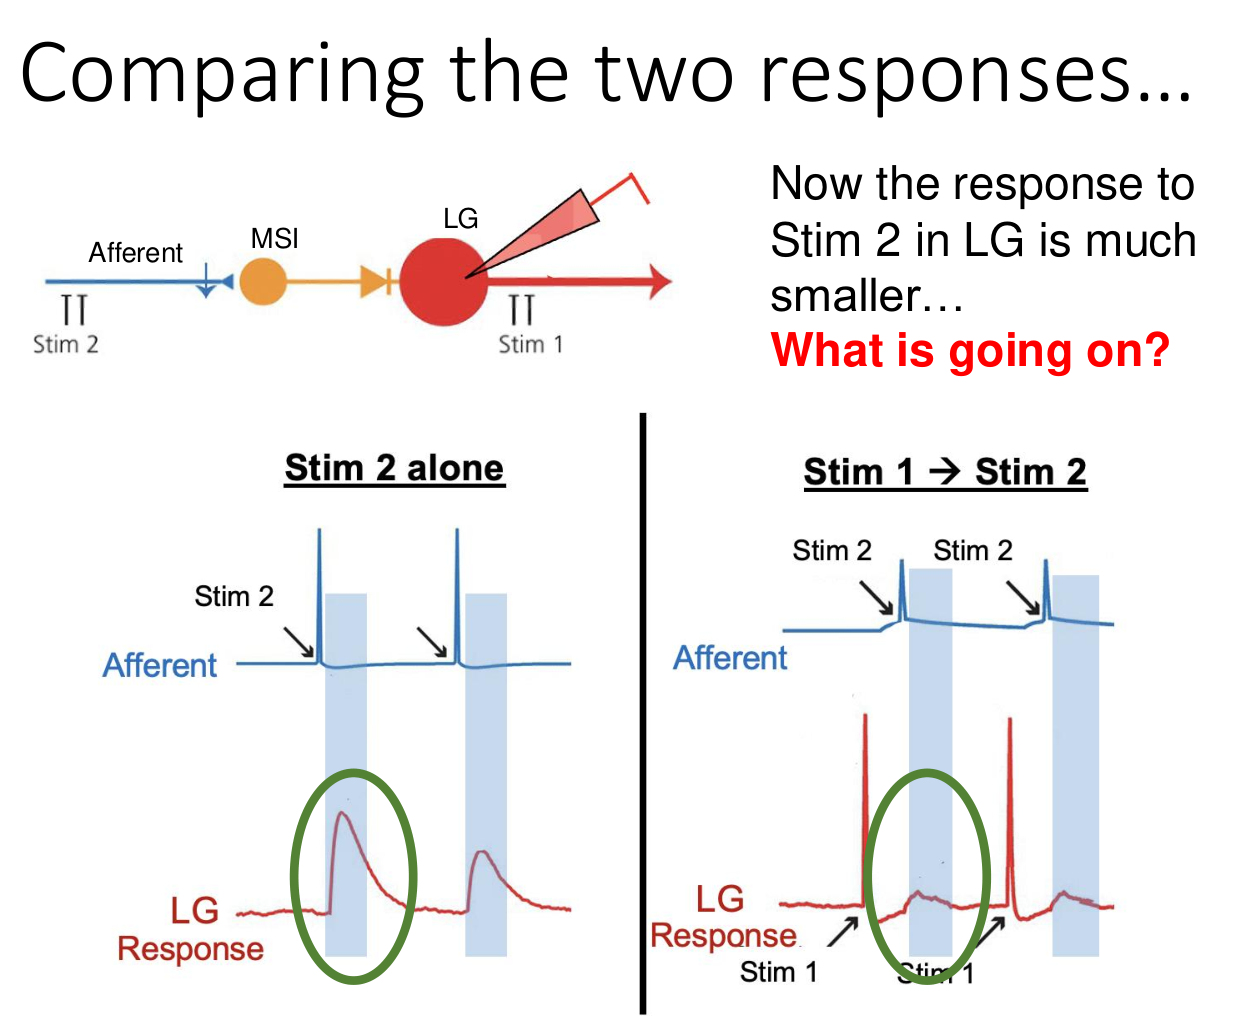 Comparing the two responses...
Now the response to
Stim 2 in LG is much
smaller…
What is going on?
LG
MSI
Afferent
Stim 2
Stim 1
Stim 2 alone
Stim 2
Afferent
LG
Response
Stim 1 → Stim 2
Stim 2 Stim 2
Afferent
LG
Response
Stim 1
Stim 1